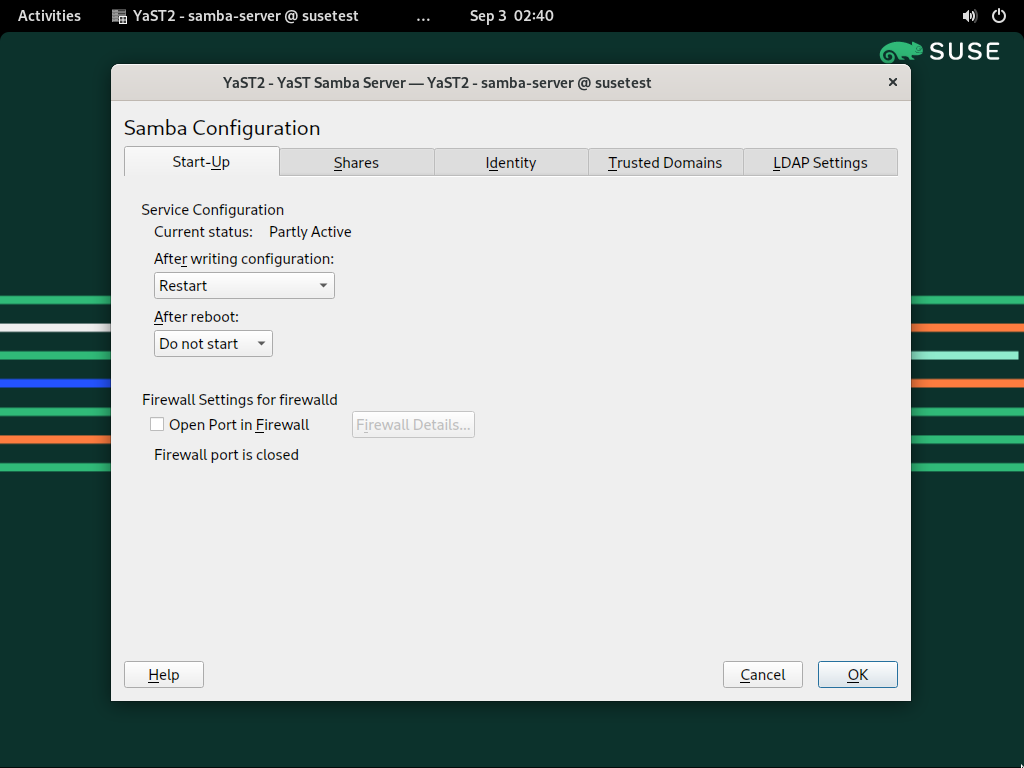 Activities YaST2 - samba-server @ susetest ... Sep 3 02:40
SUSE
YaST2 - YaST Samba Server — YaST2 - samba-server @ susetest
Samba Configuration
Start-Up Shares Identity Trusted Domains LDAP Settings
Service Configuration
Current status: Partly Active
After writing configuration:
Restart
After reboot:
Do not start
Firewall Settings for firewalld
Open Port in Firewall Firewall Details...
Firewall port is closed
Help Cancel OK